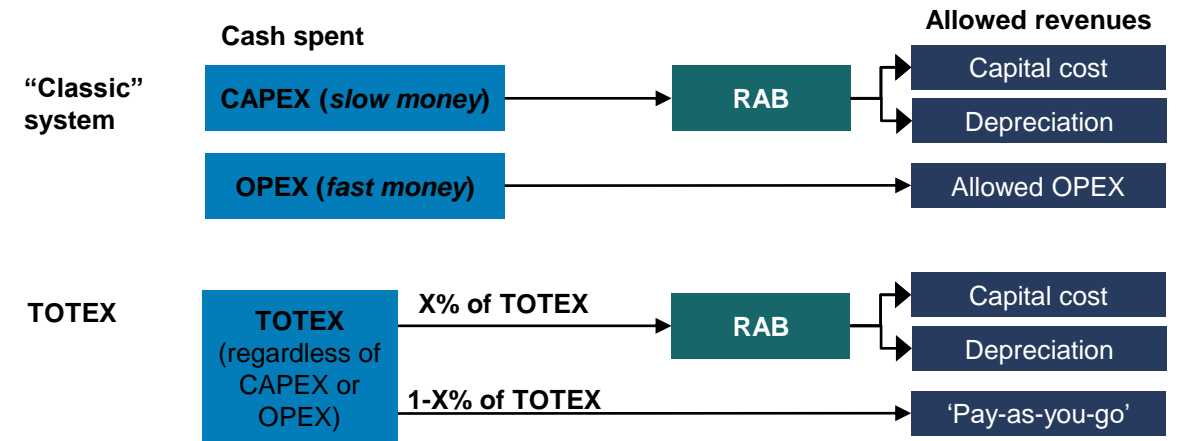 Allowed revenues
Cash spent
“Classic”
system
CAPEX (slow money)
RAB
Capital cost
Depreciation
OPEX (fast money)
Allowed OPEX
TOTEX
TOTEX
(regardless of
CAPEX or
OPEX)
X% of TOTEX
RAB
Capital cost
Depreciation
1-X% of TOTEX
‘Pay-as-you-go’